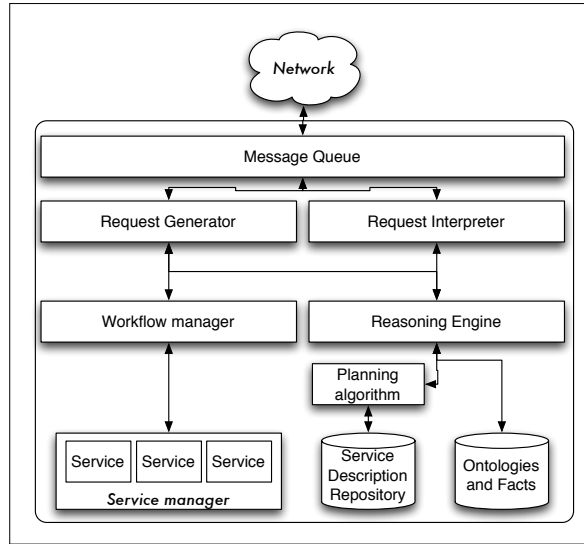 Network
Message Queue
Request Generator
Request Interpreter
Workflow manager
Reasoning Engine
Planning
algorithm
Service
Service
Service
Service manager
Service
Description
Repository
Ontologies
and Facts